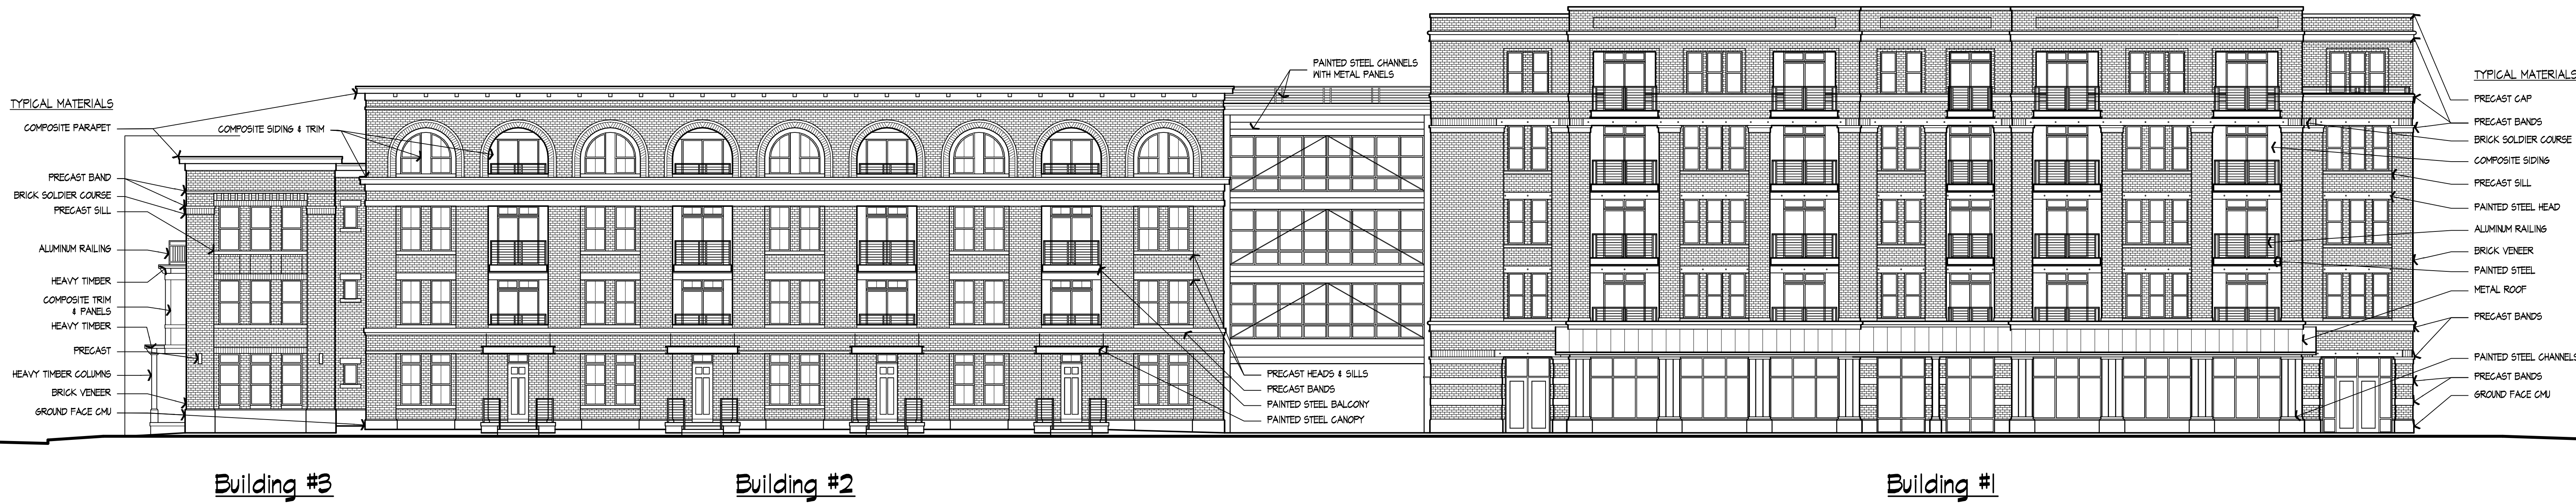 TYPICAL MATERIALS
COMPOSITE PARAPET
PRECAST BAND
BRICK SOLDIER COURSE
PRECAST SILL
ALUMINUM RAILING
HEAVY TIMBER
COMPOSITE TRIM
& PANELS
HEAVY TIMBER
PRECAST
HEAVY TIMBER COLUMNS
BRICK VENEER
GROUND FACE CMU
COMPOSITE SIDING & TRIM
PAINTED STEEL CHANNELS
WITH METAL PANELS
PRECAST HEADS & SILLS
PRECAST BANDS
PAINTED STEEL BALCONY
PAINTED STEEL CANOPY
TYPICAL MATERIALS
PRECAST CAP
PRECAST BANDS
BRICK SOLDIER COURSE
COMPOSITE SIDING
PRECAST SILL
PAINTED STEEL HEAD
ALUMINUM RAILING
BRICK VENEER
PAINTED STEEL
METAL ROOF
PRECAST BANDS
PAINTED STEEL CHANNELS
PRECAST BANDS
GROUND FACE CMU
Building #3
Building #2
Building #1